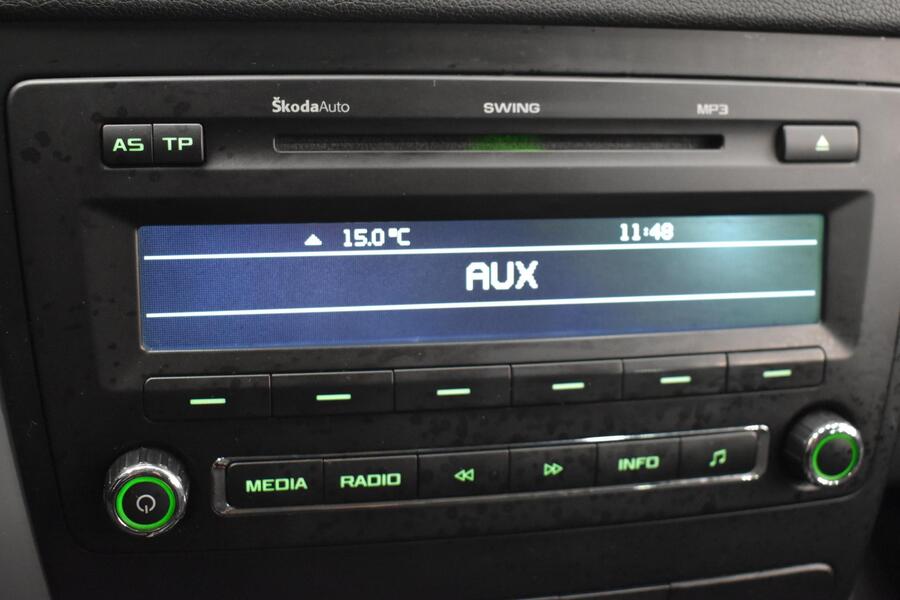 ŠkodaAuto SWING MP3
AS TP
15.0°C 11:48
AUX
MEDIA RADIO INFO